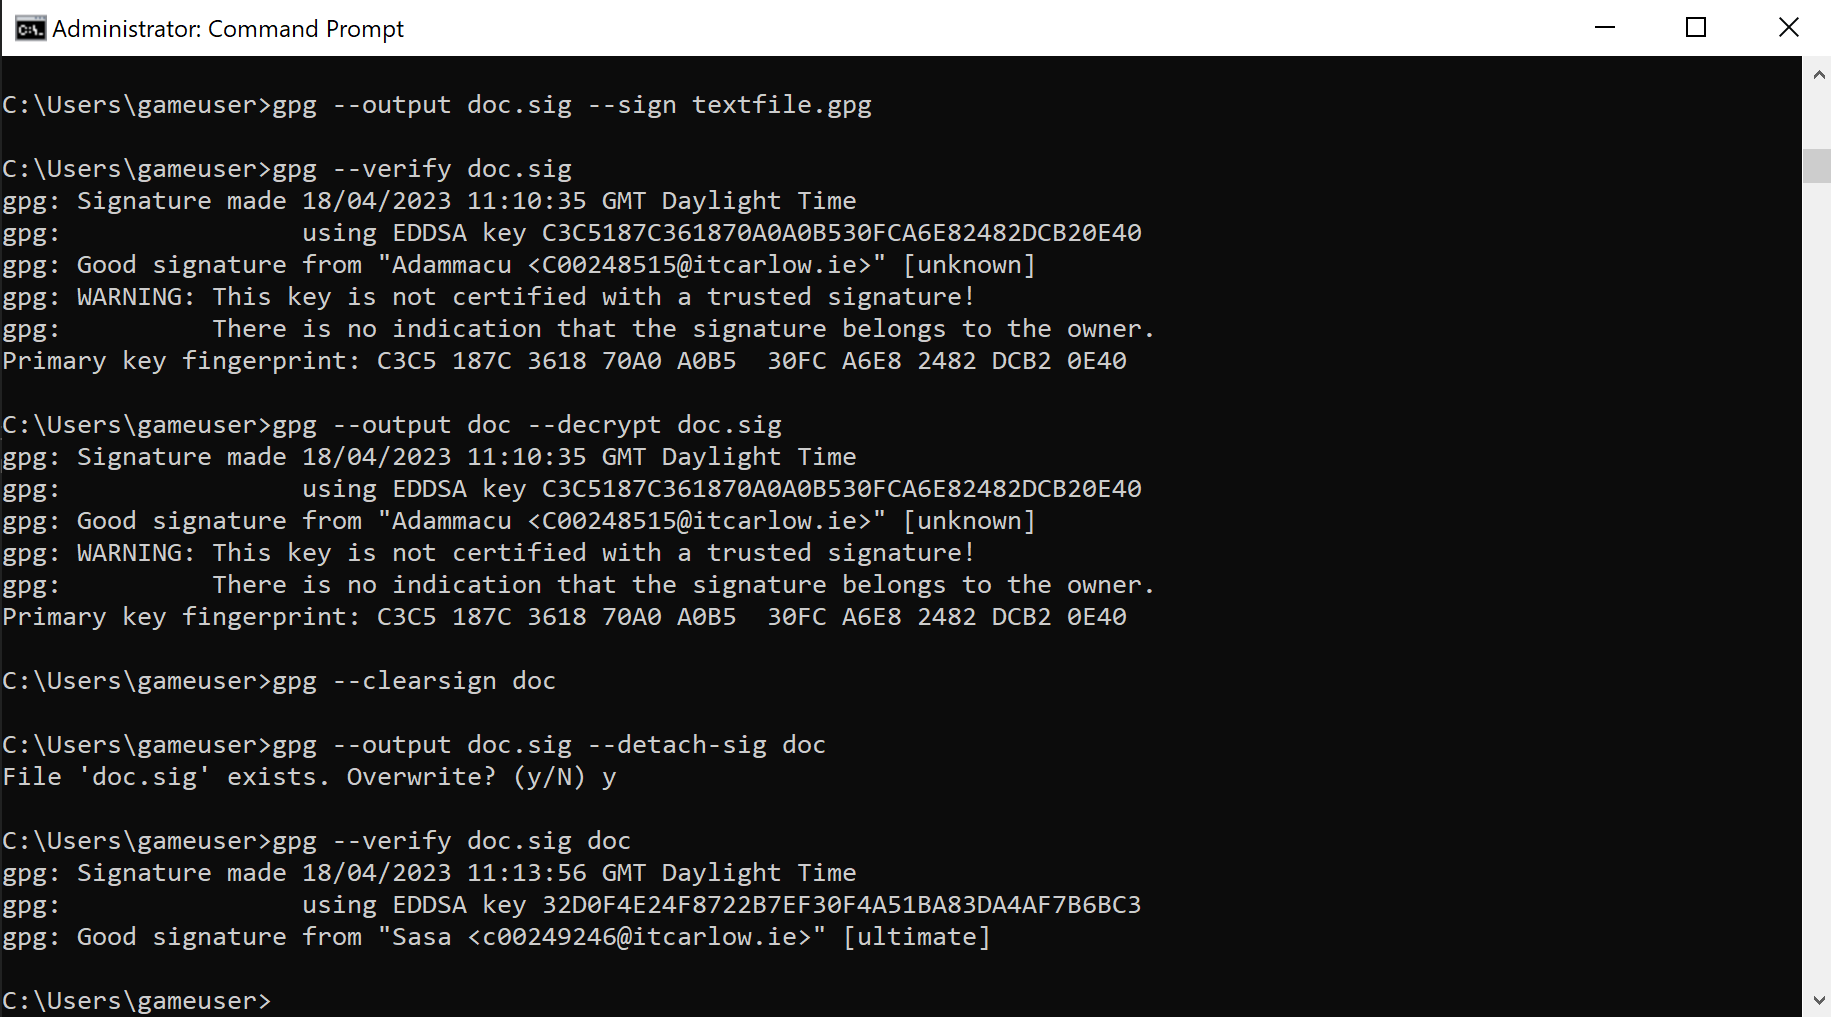 Administrator: Command Prompt
C:\Users\gameuser>gpg --output doc.sig --sign textfile.gpg
C:\Users\gameuser>gpg --verify doc.sig
gpg: Signature made 18/04/2023 11:10:35 GMT Daylight Time
gpg:                using EDDSA key C3C5187C361870A0A0B530FCA6E82482DCB20E40
gpg: Good signature from "Adammacu <C00248515@itcarlow.ie>" [unknown]
gpg: WARNING: This key is not certified with a trusted signature!
gpg:          There is no indication that the signature belongs to the owner.
Primary key fingerprint: C3C5 187C 3618 70A0 A0B5  30FC A6E8 2482 DCB2 0E40
C:\Users\gameuser>gpg --output doc --decrypt doc.sig
gpg: Signature made 18/04/2023 11:10:35 GMT Daylight Time
gpg:                using EDDSA key C3C5187C361870A0A0B530FCA6E82482DCB20E40
gpg: Good signature from "Adammacu <C00248515@itcarlow.ie>" [unknown]
gpg: WARNING: This key is not certified with a trusted signature!
gpg:          There is no indication that the signature belongs to the owner.
Primary key fingerprint: C3C5 187C 3618 70A0 A0B5  30FC A6E8 2482 DCB2 0E40
C:\Users\gameuser>gpg --clearsign doc
C:\Users\gameuser>gpg --output doc.sig --detach-sig doc
File 'doc.sig' exists. Overwrite? (y/N) y
C:\Users\gameuser>gpg --verify doc.sig doc
gpg: Signature made 18/04/2023 11:13:56 GMT Daylight Time
gpg:                using EDDSA key 32D0F4E24F8722B7EF30F4A51BA83DA4AF7B6BC3
gpg: Good signature from "Sasa <c00249246@itcarlow.ie>" [ultimate]
C:\Users\gameuser>